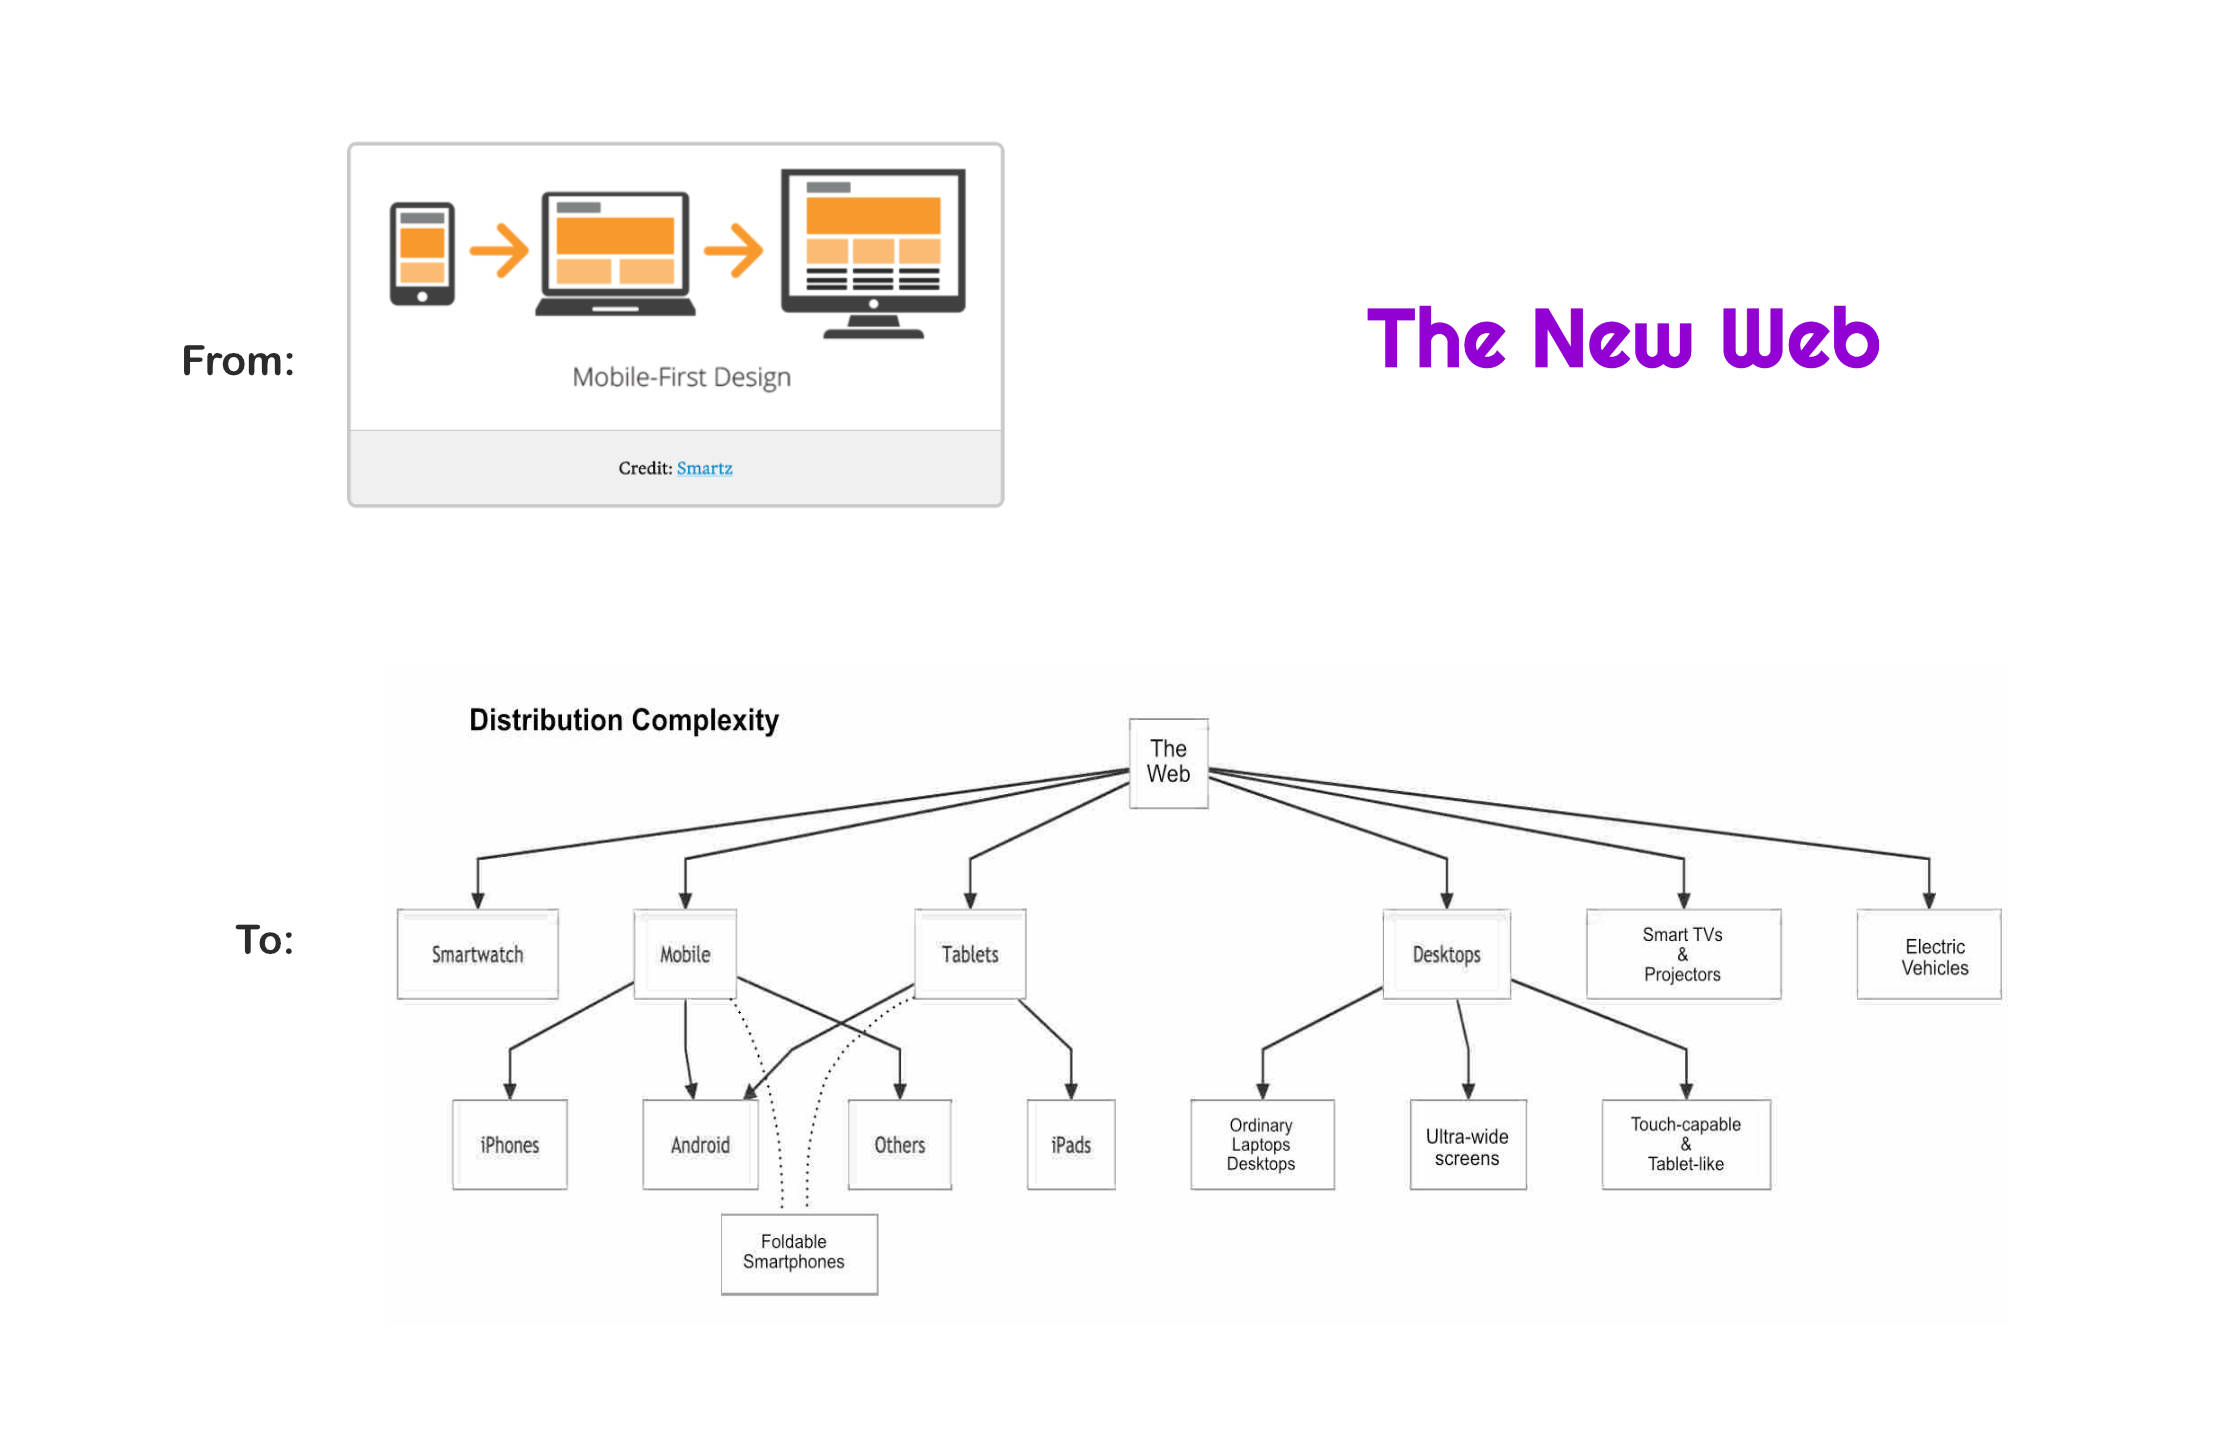 From:
Mobile-First Design
Credit: Smartz
The New Web
To:
Distribution Complexity
The
Web
Smartwatch
Mobile
Tablets
Desktops
Smart TVs
&
Projectors
Electric
Vehicles
iPhones
Android
Others
iPads
Ordinary
Laptops
Desktops
Ultra-wide
screens
Touch-capable
&
Tablet-like
Foldable
Smartphones